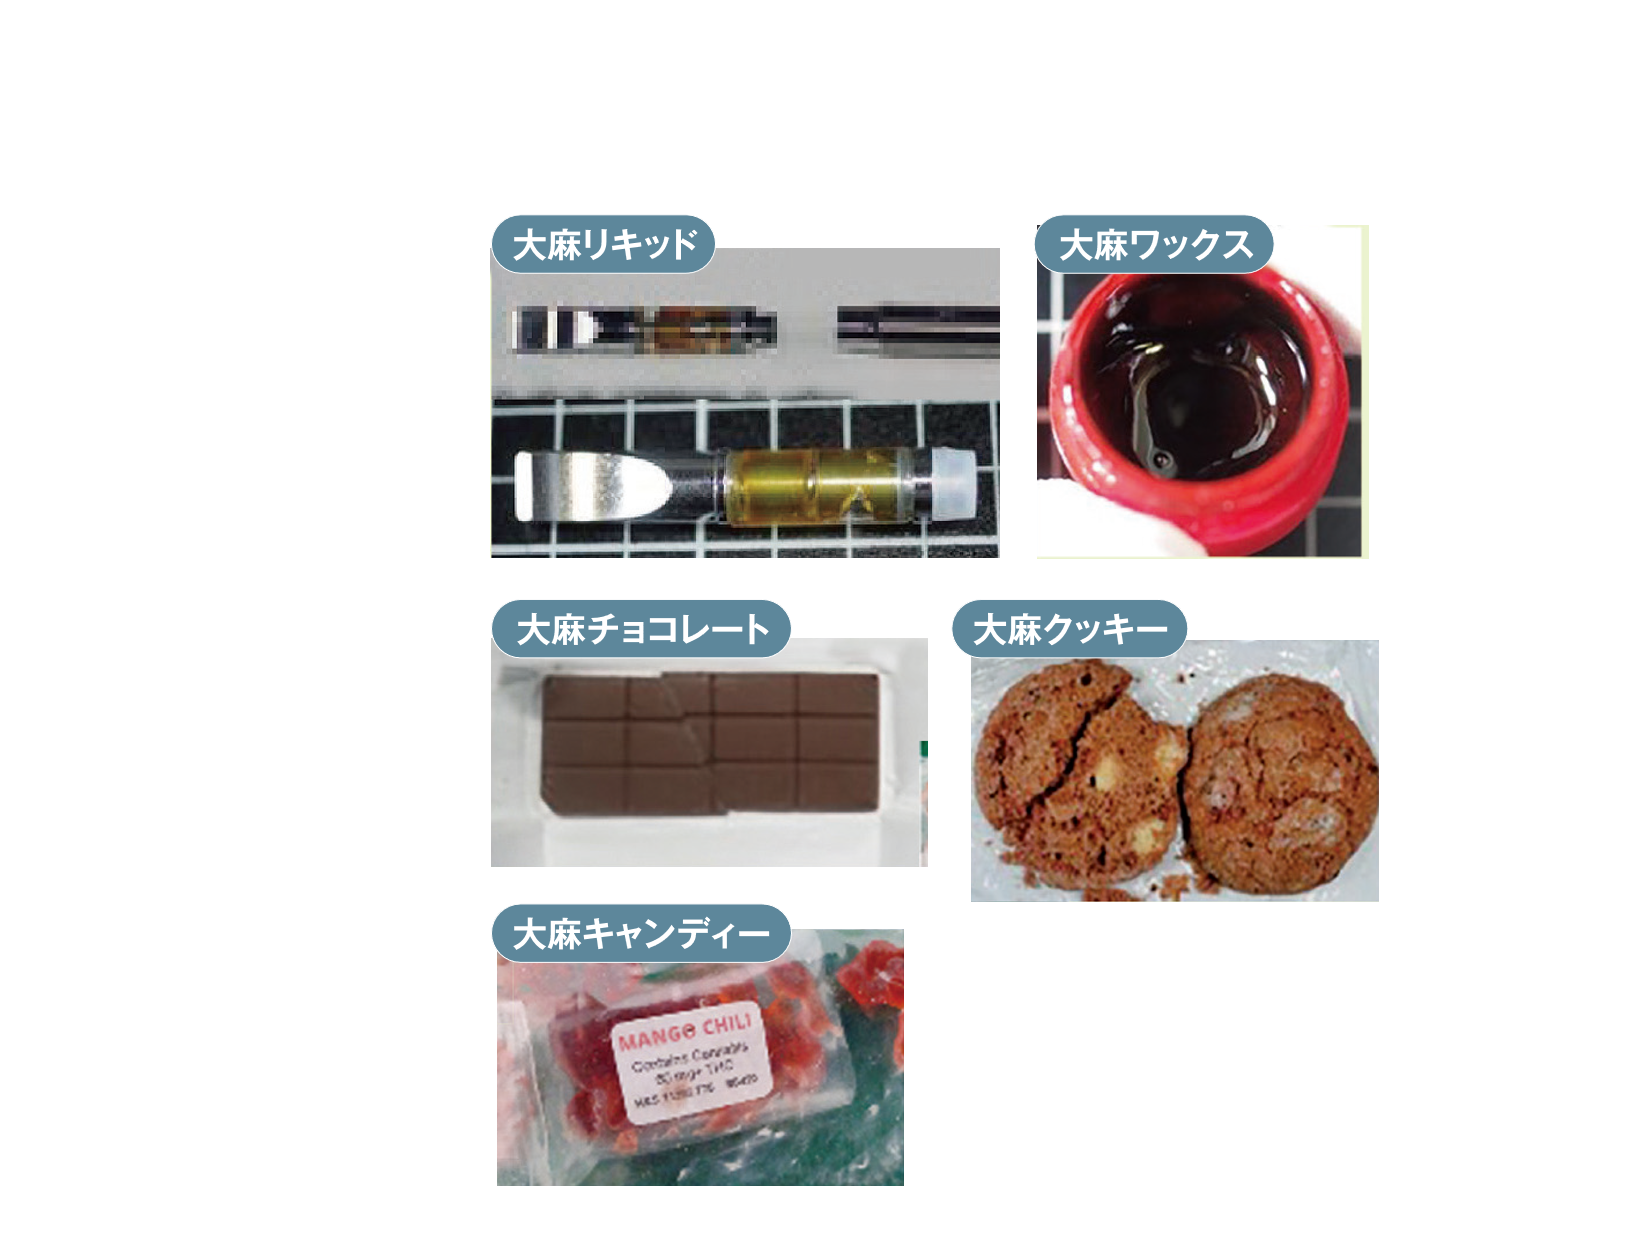 大麻リキッド
大麻ワックス
大麻チョコレート
大麻クッキー
大麻キャンディー
MANGO CHILI
Contains Cannabis
THC